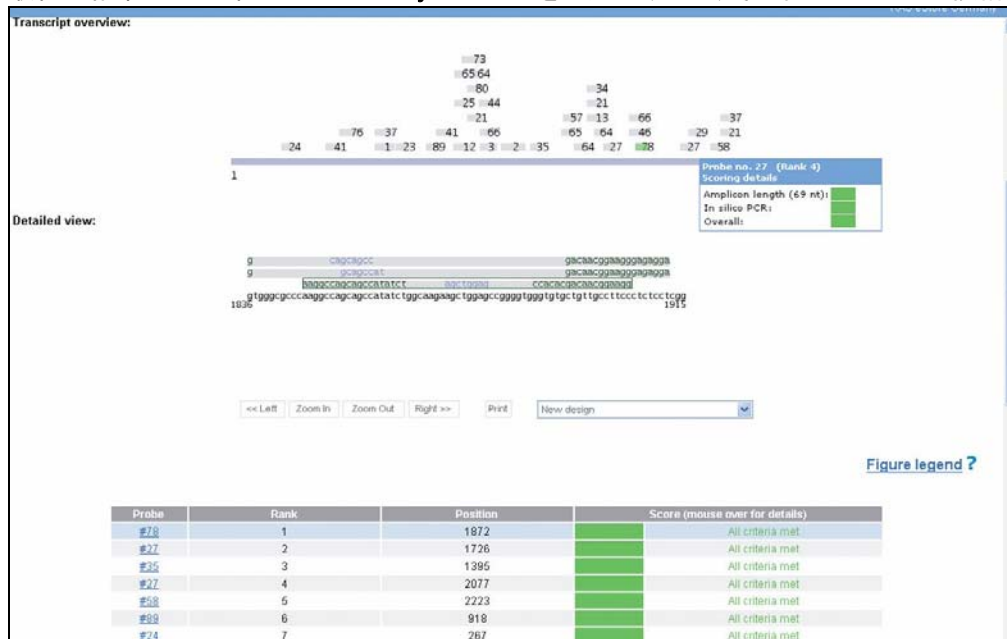 Transcript overview:
73
65 64
80 34
25 44 21
21 57 13 66 37
76 37 41 66 65 64 46 29 21
24 41 1 23 89 12 3 2 35 64 27 78 27 58
1
Probe no. 27 (Rank 4)
Scoring details
Amplicon length (69 nt):
In silico PCR:
Overall:
Detailed view:
g cagcagcc gacaacggaagggagagga
g gcagccat gacaacggaagggagagga
aaggccagcagccatatct agctggag ccacacgacaacggaagg
gtgggcgcccaaggccagcagccatatctggcaagaagctggagccggggtgggtgtgctgttgccttccctctcctcgg
1836 1915
<< Left Zoom In Zoom Out Right >> Print New design
Figure legend ?
Probe Rank Position Score (mouse over for details)
#78 1 1872 All criteria met
#27 2 1726 All criteria met
#35 3 1395 All criteria met
#27 4 2077 All criteria met
#58 5 2223 All criteria met
#89 6 918 All criteria met
#24 7 267 All criteria met